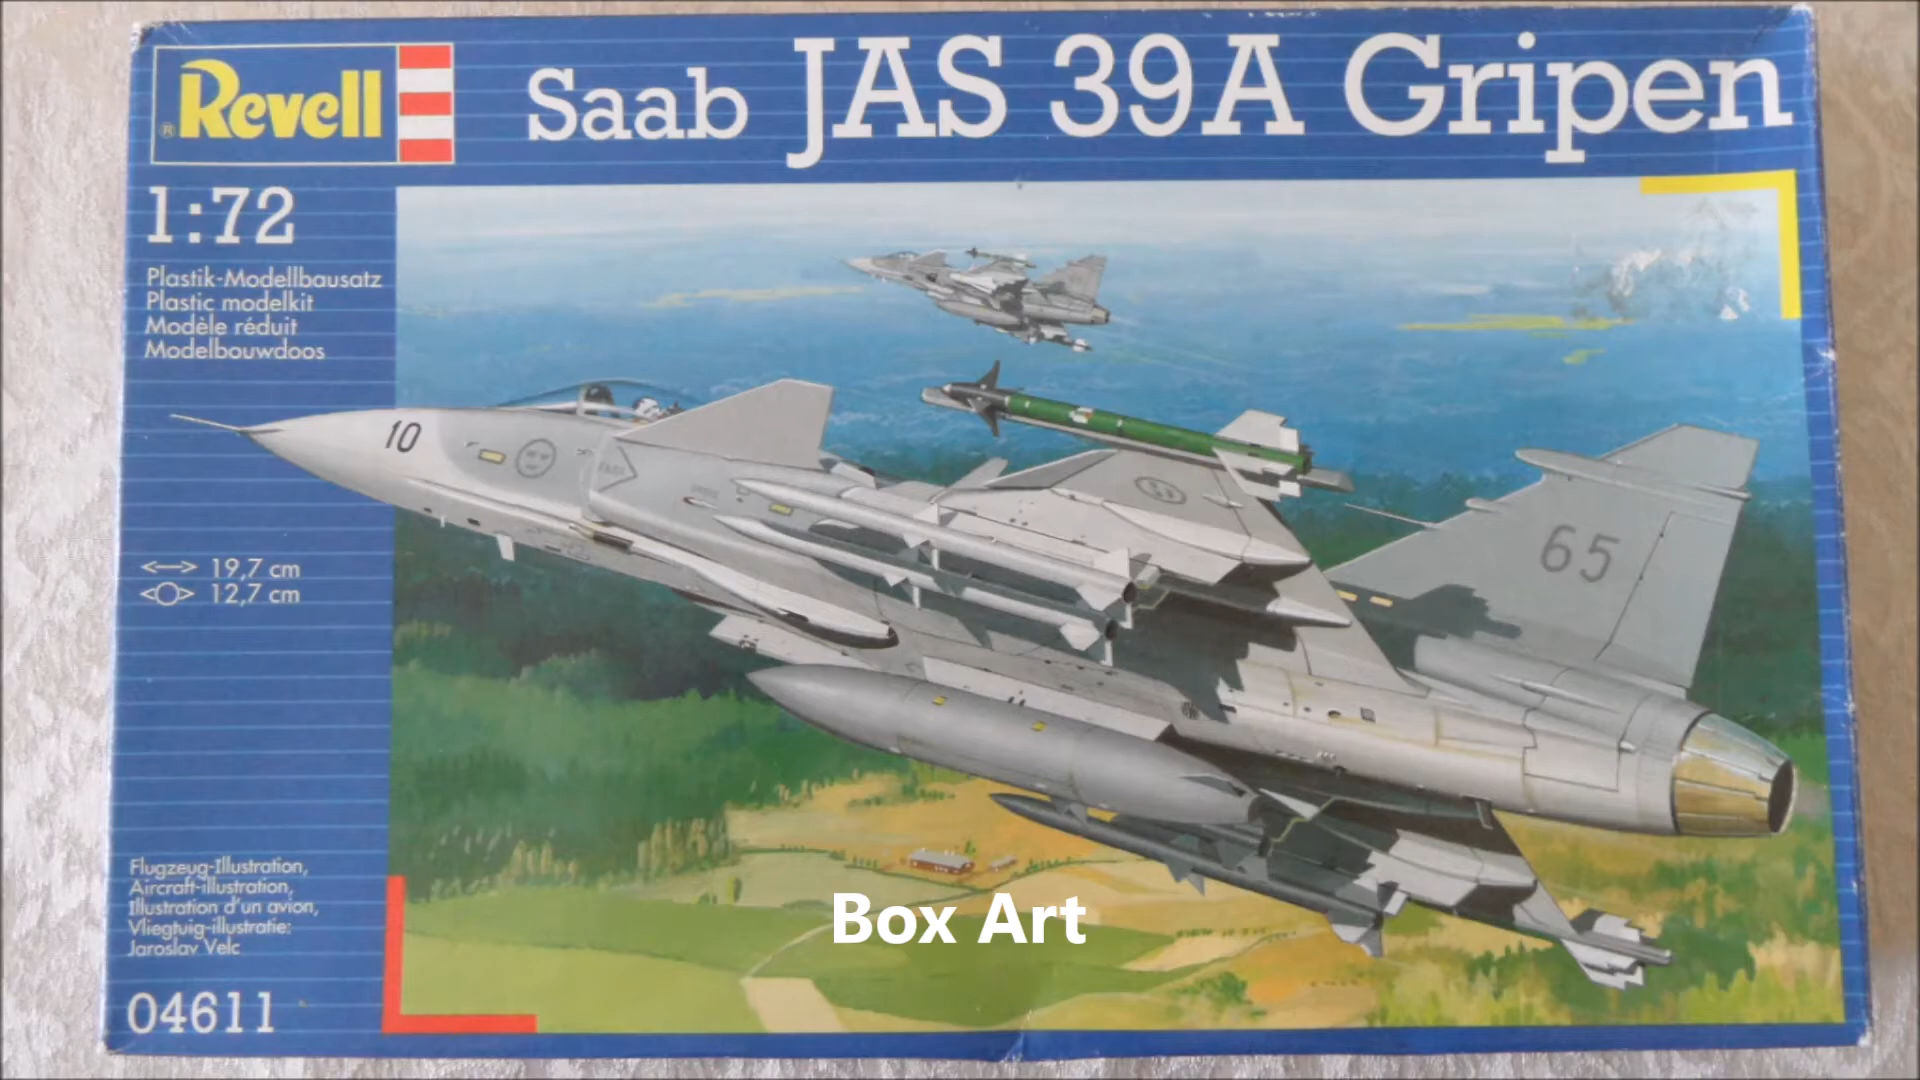 ® Revell
Saab JAS 39A Gripen
1:72
Plastik-Modellbausatz
Plastic modelkit
Modèle réduit
Modelbouwdoos
10
65
19,7 cm
12,7 cm
Flugzeug-Illustration,
Aircraft-illustration,
Illustration d'un avion,
Vliegtuig-illustratie:
Jaroslav Velc
04611
Box Art